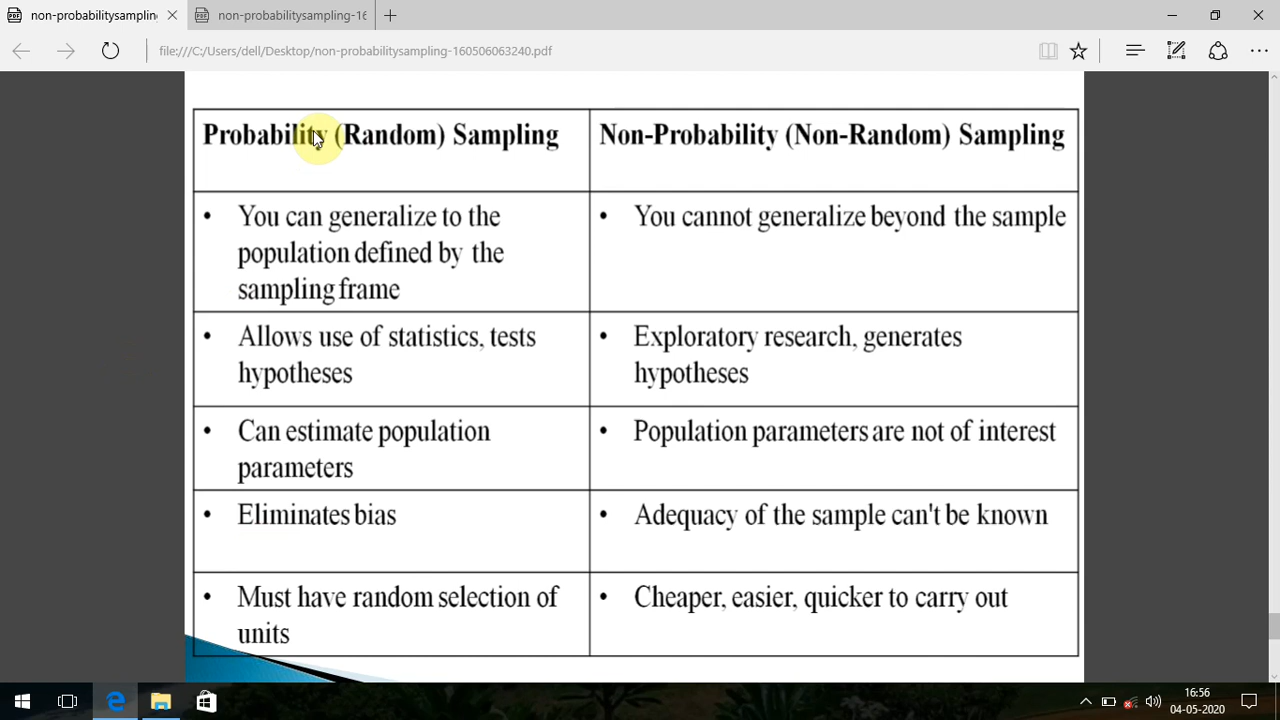 non-probabilitysampling
non-probabilitysampling-16
file:///C:/Users/dell/Desktop/non-probabilitysampling-160506063240.pdf
Probability (Random) Sampling
Non-Probability (Non-Random) Sampling
• You can generalize to the
population defined by the
sampling frame
• You cannot generalize beyond the sample
• Allows use of statistics, tests
hypotheses
• Exploratory research, generates
hypotheses
• Can estimate population
parameters
• Population parameters are not of interest
• Eliminates bias
• Adequacy of the sample can't be known
• Must have random selection of
units
• Cheaper, easier, quicker to carry out
16:56
04-05-2020